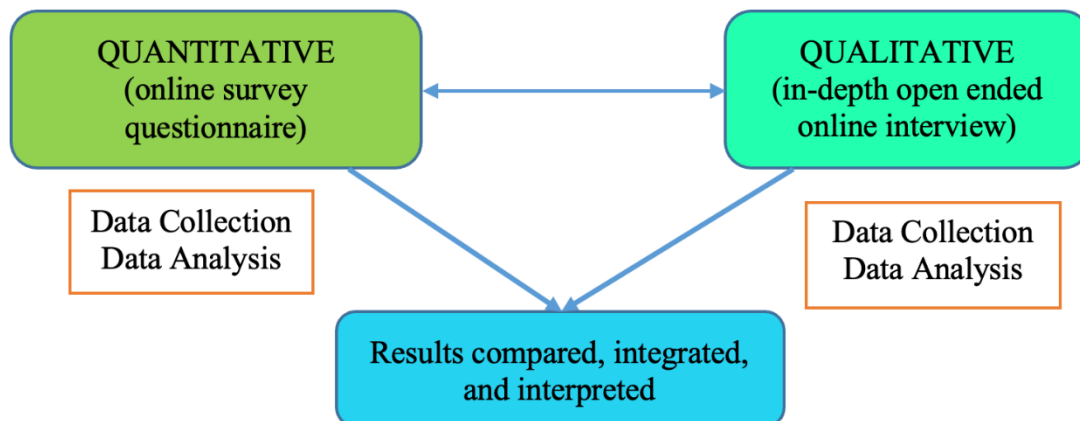 QUANTITATIVE
(online survey
questionnaire)
QUALITATIVE
(in-depth open ended
online interview)
Data Collection
Data Analysis
Data Collection
Data Analysis
Results compared, integrated,
and interpreted